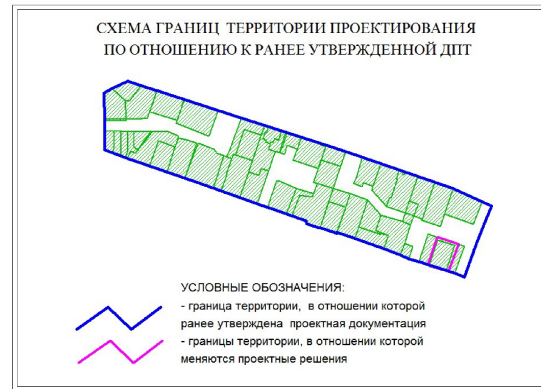 СХЕМА ГРАНИЦ ТЕРРИТОРИИ ПРОЕКТИРОВАНИЯ
ПО ОТНОШЕНИЮ К РАНЕЕ УТВЕРЖДЕННОЙ ДПТ
УСЛОВНЫЕ ОБОЗНАЧЕНИЯ:
- граница территории, в отношении которой
ранее утверждена проектная документация
- границы территории, в отношении которой
меняются проектные решения